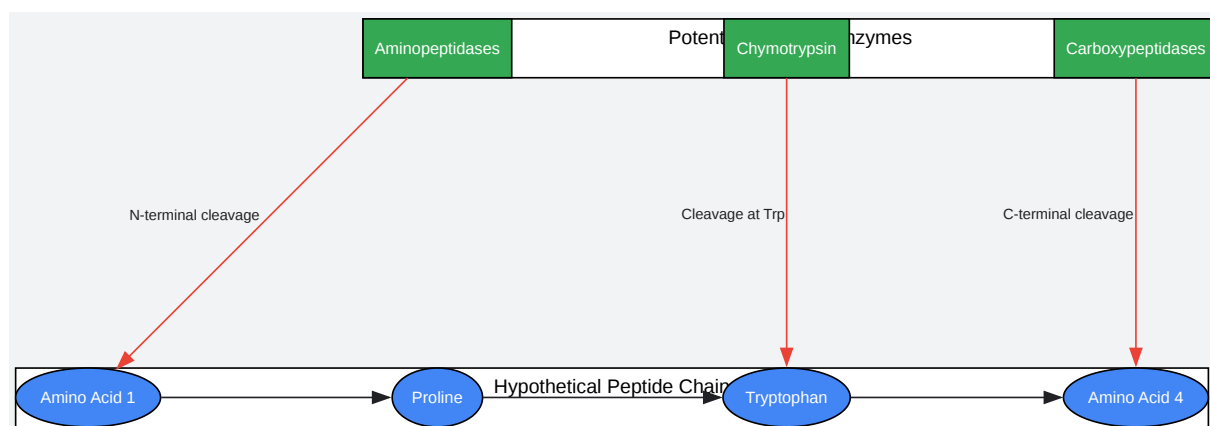 Potent
nzymes
Aminopeptidases
Chymotrypsin
Carboxypeptidases
N-terminal cleavage
Cleavage at Trp
C-terminal cleavage
Hypothetical Peptide Chain
Amino Acid 1
Proline
Tryptophan
Amino Acid 4